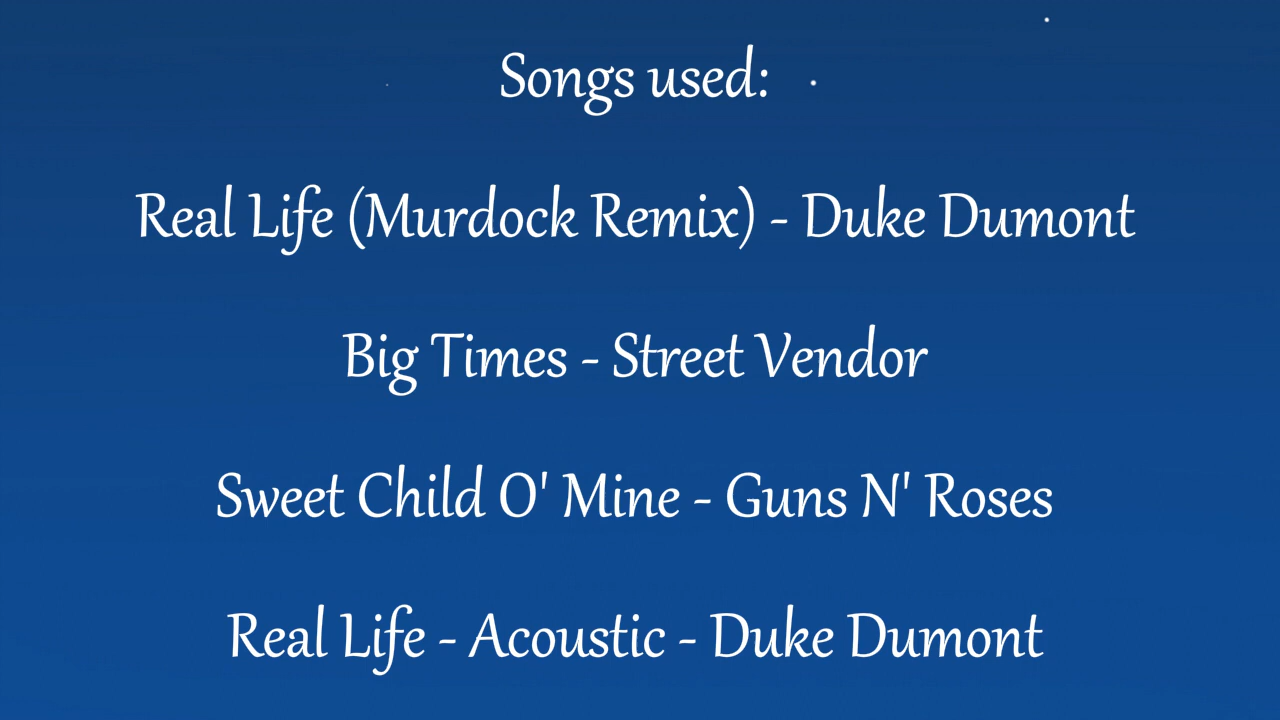 Songs used:
Real Life (Murdock Remix) - Duke Dumont
Big Times - Street Vendor
Sweet Child O' Mine - Guns N' Roses
Real Life - Acoustic - Duke Dumont